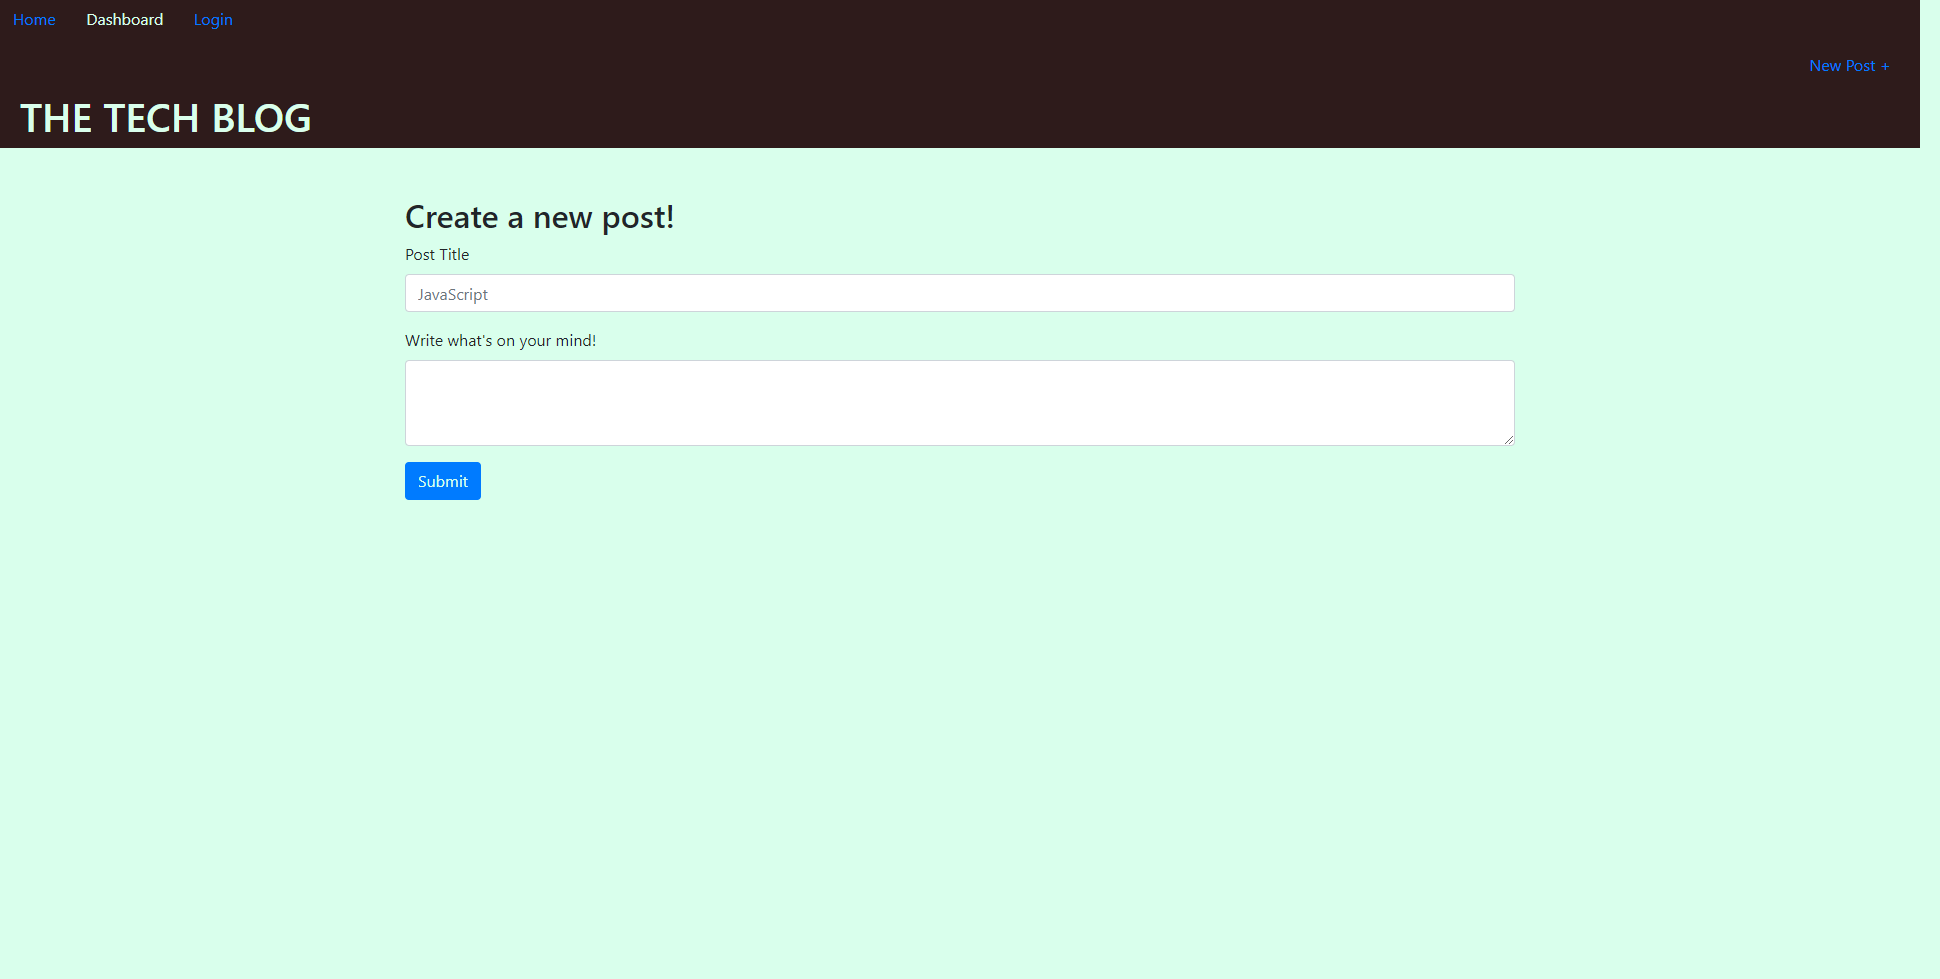 Home Dashboard Login
New Post +
THE TECH BLOG
Create a new post!
Post Title
JavaScript
Write what's on your mind!
Submit